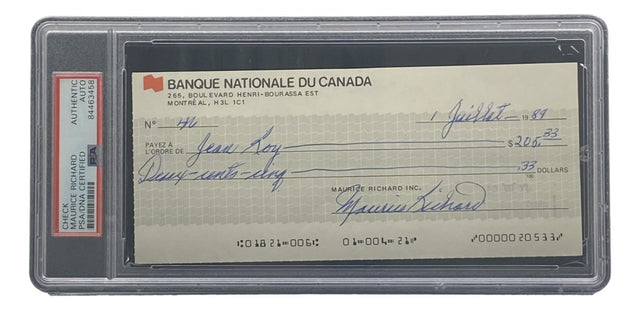 CHECK AUTHENTIC
MAURICE RICHARD AUTO
PSA/DNA CERTIFIED 84463458
PSA
BANQUE NATIONALE DU CANADA
265, BOULEVARD HENRI-BOURASSA EST
MONTRÉAL, H3L 1C1
1 Juillet 1989
Nº 46
PAYEZ À
L'ORDRE DE Jean Roy $ 205.33
Deux-cents-cinq .33/100 DOLLARS
MAURICE RICHARD INC.
Maurice Richard
01821 006 01 004 21 0000020533